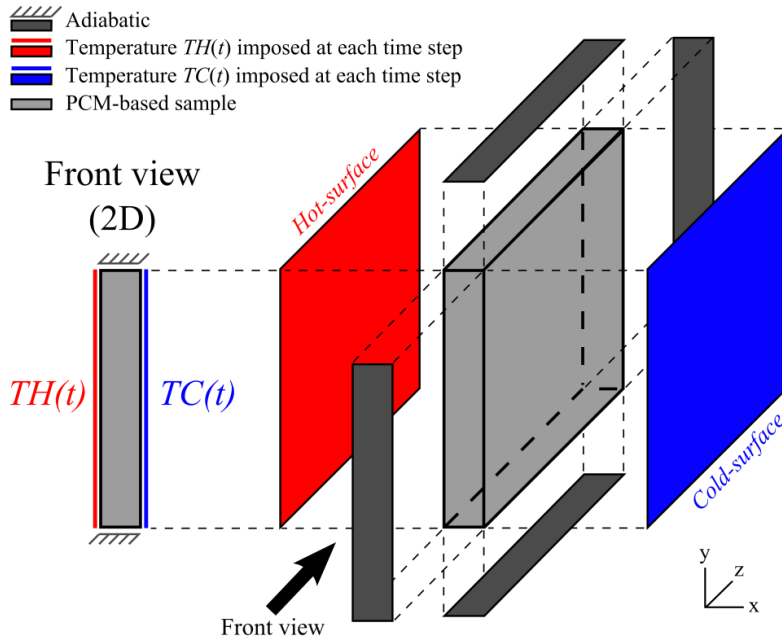 Adiabatic
Temperature TH(t) imposed at each time step
Temperature TC(t) imposed at each time step
PCM-based sample
Front view
(2D)
Hot-surface
TH(t)
TC(t)
Cold-surface
Front view
y
z
x